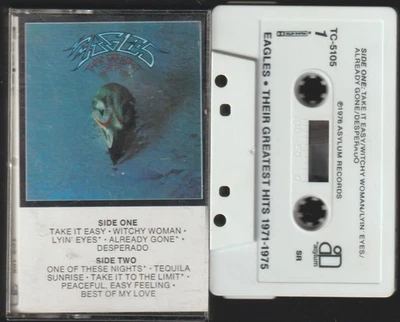 EAGLES
SIDE ONE
TAKE IT EASY • WITCHY WOMAN •
LYIN' EYES* • ALREADY GONE* •
DESPERADO
SIDE TWO
ONE OF THESE NIGHTS* • TEQUILA
SUNRISE • TAKE IT TO THE LIMIT* •
PEACEFUL, EASY FEELING •
BEST OF MY LOVE
TC-5105
1
EAGLES • THEIR GREATEST HITS 1971-1975
SIDE ONE: TAKE IT EASY/WITCHY WOMAN/LYIN' EYES/
ALREADY GONE/DESPERADO
℗1976 ASYLUM RECORDS
asylum
SR